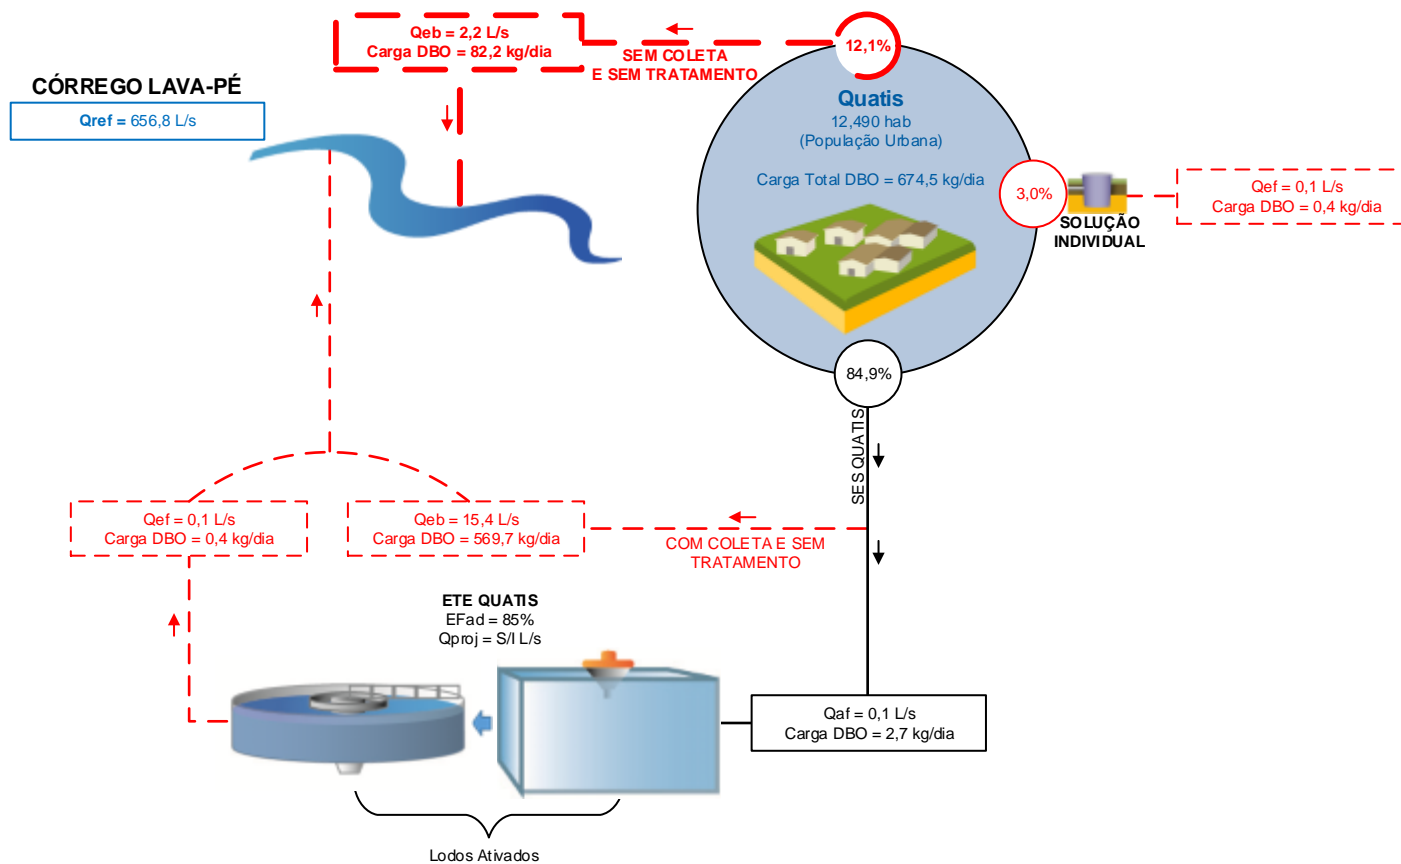 Qeb = 2,2 L/s
Carga DBO = 82,2 kg/dia
SEM COLETA
E SEM TRATAMENTO
12,1%
CÓRREGO LAVA-PÉ
Qref = 656,8 L/s
Quatis
12,490 hab
(População Urbana)
Carga Total DBO = 674,5 kg/dia
3,0%
SOLUÇÃO
INDIVIDUAL
Qef = 0,1 L/s
Carga DBO = 0,4 kg/dia
84,9%
SES QUATIS
Qef = 0,1 L/s
Carga DBO = 0,4 kg/dia
Qeb = 15,4 L/s
Carga DBO = 569,7 kg/dia
COM COLETA E SEM
TRATAMENTO
ETE QUATIS
EFad = 85%
Qproj = S/I L/s
Qaf = 0,1 L/s
Carga DBO = 2,7 kg/dia
Lodos Ativados